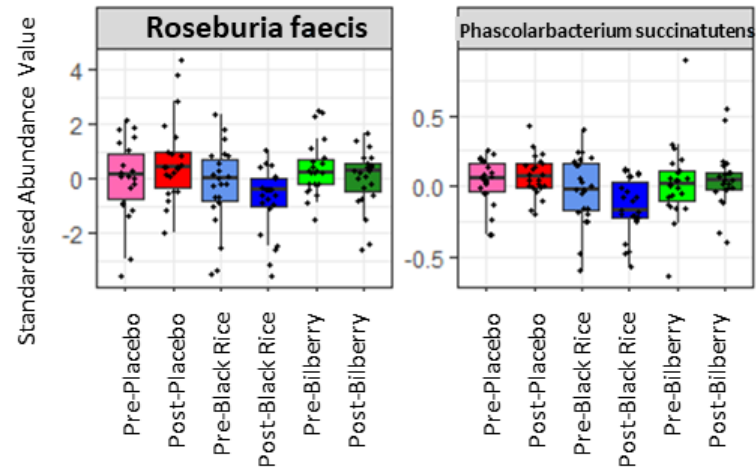 Roseburia faecis
Phascolarbacterium succinatutens
Standardised Abundance Value
4
2
0
-2
0.5
0.0
-0.5
Pre-Placebo
Post-Placebo
Pre-Black Rice
Post-Black Rice
Pre-Bilberry
Post-Bilberry
Pre-Placebo
Post-Placebo
Pre-Black Rice
Post-Black Rice
Pre-Bilberry
Post-Bilberry